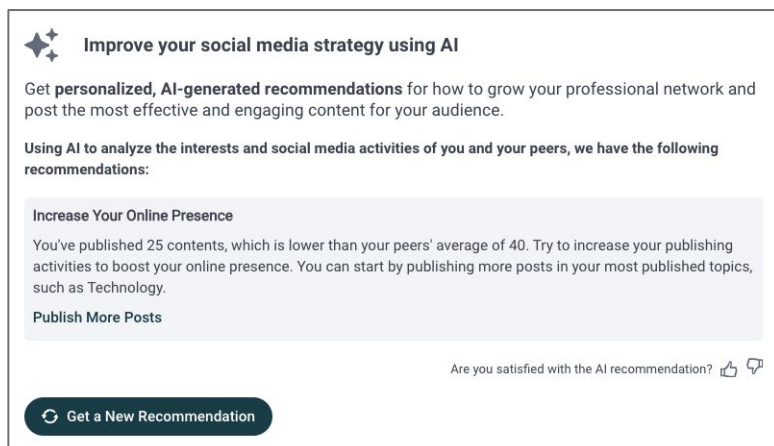 Improve your social media strategy using AI
Get personalized, AI-generated recommendations for how to grow your professional network and
post the most effective and engaging content for your audience.
Using AI to analyze the interests and social media activities of you and your peers, we have the following
recommendations:
Increase Your Online Presence
You've published 25 contents, which is lower than your peers' average of 40. Try to increase your publishing
activities to boost your online presence. You can start by publishing more posts in your most published topics,
such as Technology.
Publish More Posts
Are you satisfied with the AI recommendation?
Get a New Recommendation